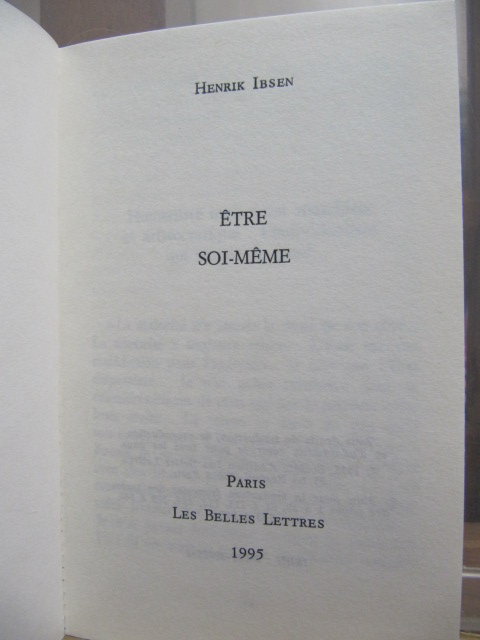 HENRIK IBSEN
ÊTRE
SOI-MÊME
PARIS
LES BELLES LETTRES
1995